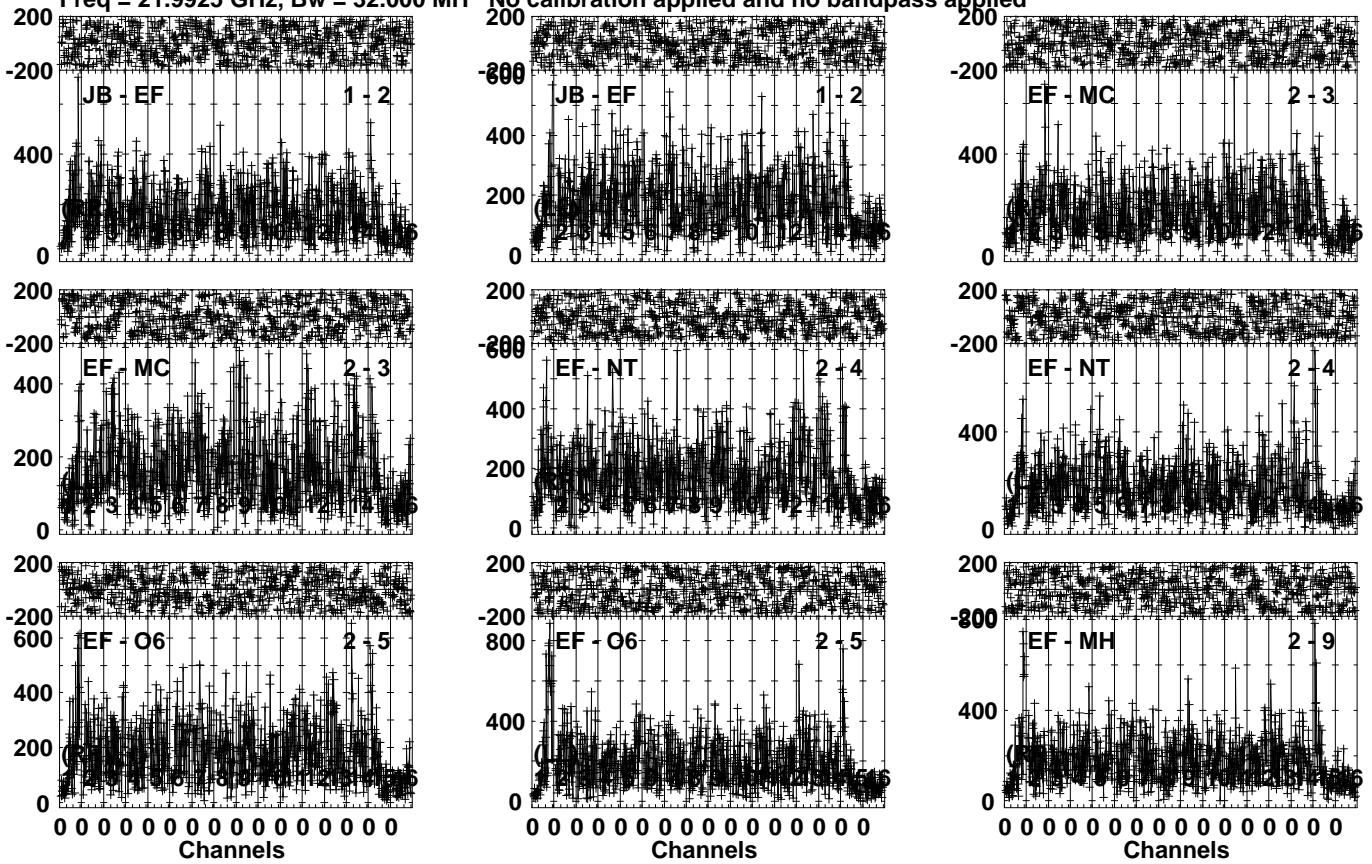 Freq = 21.9925 GHz, Bw = 32.000 MH No calibration applied and no bandpass applied
200 200 200
-200 -200 -200
600
JB - EF 1 - 2 JB - EF 1 - 2 EF - MC 2 - 3
400 400 400
200
0 0 0
200 200 200
-200 -200 -200
600
EF - MC 2 - 3 EF - NT 2 - 4 EF - NT 2 - 4
400 400 400
200 200
0 0 0
200 200 200
-200 -200 -200
800
EF - O6 2 - 5 EF - O6 2 - 5 EF - MH 2 - 9
600 800
400 400 400
200
0 0 0
0 0 0 0 0 0 0 0 0 0 0 0 0 0 0 0 0 0 0 0 0 0 0 0 0 0 0 0 0 0 0 0 0 0 0 0 0 0 0 0 0 0 0 0 0 0 0 0
Channels Channels Channels